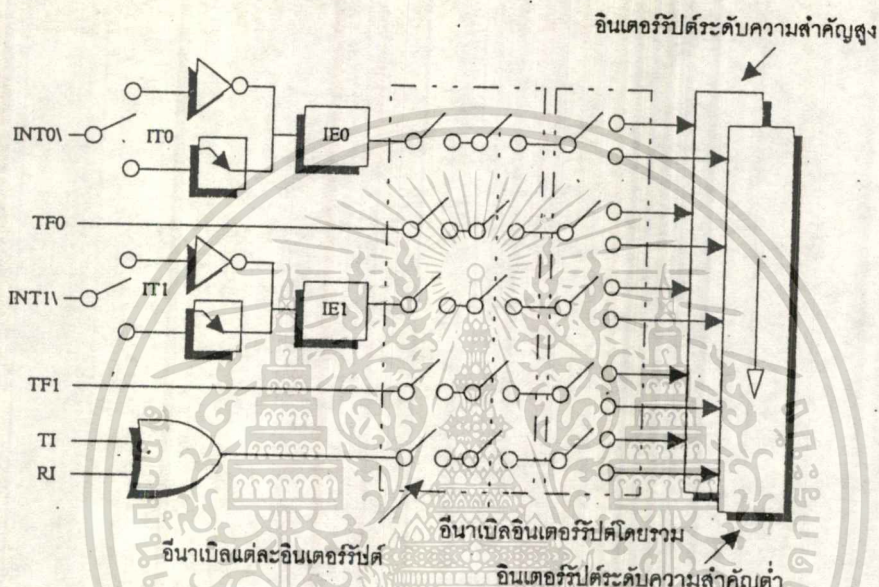 อินเตอร์รัปต์ระดับความสำคัญสูง
INT0\
IT0
IE0
TF0
INT1\
IT1
IE1
TF1
TI
RI
อีนาเบิลแต่ละอินเตอร์รัปต์
อีนาเบิลอินเตอร์รัปต์โดยรวม
อินเตอร์รัปต์ระดับความสำคัญต่ำ